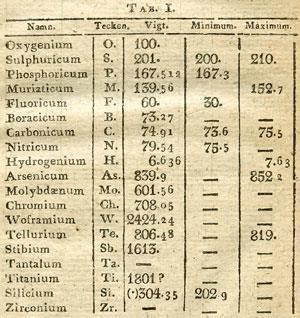 TAB. I.
Namn. Tecken. Vigt. Minimum. Maximum.
Oxygenium O. 100. — —
Sulphuricum S. 201. 200. 210.
Phosphoricum P. 167.512 167.3 —
Muriaticum M. 139.56 — 152.7
Fluoricum F. 60. 30. —
Boracicum B. 73.27 — —
Carbonicum C. 74.91 73.6 75.5
Nitricum N. 79.54 75.5 —
Hydrogenium H. 6.636 — 7.63
Arsenicum As. 839.9 — 852.2
Molybdænum Mo. 601.56 — —
Chromium Ch. 708.05 — —
Woframium W. 2424.24 — —
Tellurium Te. 806.48 — 819.
Stibium Sb. 1613. — —
Tantalum Ta. — — —
Titanium Ti. 1801? — —
Silicium Si. (·)304.35 202.9 —
Zirconium Zr. — — —